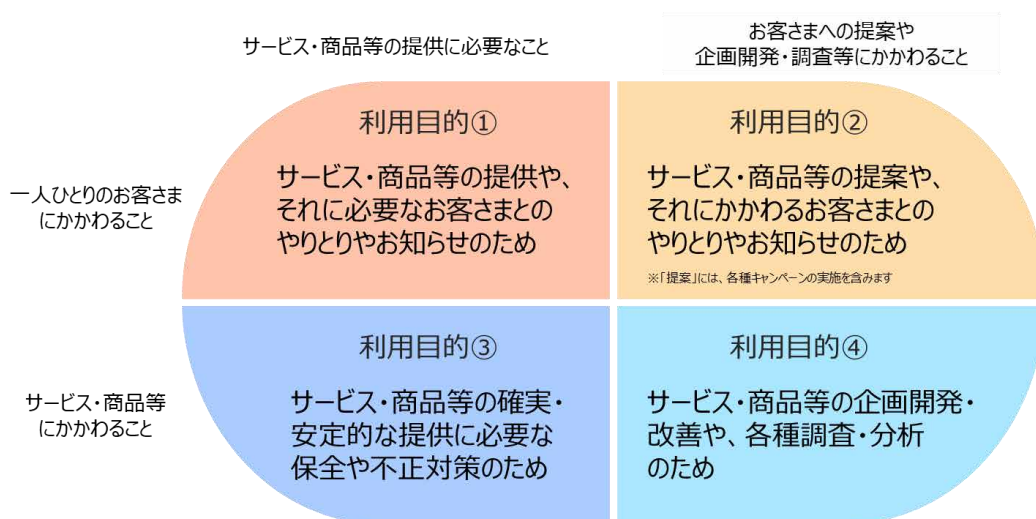 サービス・商品等の提供に必要なこと
お客さまへの提案や
企画開発・調査等にかかわること
一人ひとりのお客さま
にかかわること
利用目的①
サービス・商品等の提供や、
それに必要なお客さまとの
やりとりやお知らせのため
利用目的②
サービス・商品等の提案や、
それにかかわるお客さまとの
やりとりやお知らせのため
※「提案」には、各種キャンペーンの実施を含みます
サービス・商品等
にかかわること
利用目的③
サービス・商品等の確実・
安定的な提供に必要な
保全や不正対策のため
利用目的④
サービス・商品等の企画開発・
改善や、各種調査・分析
のため